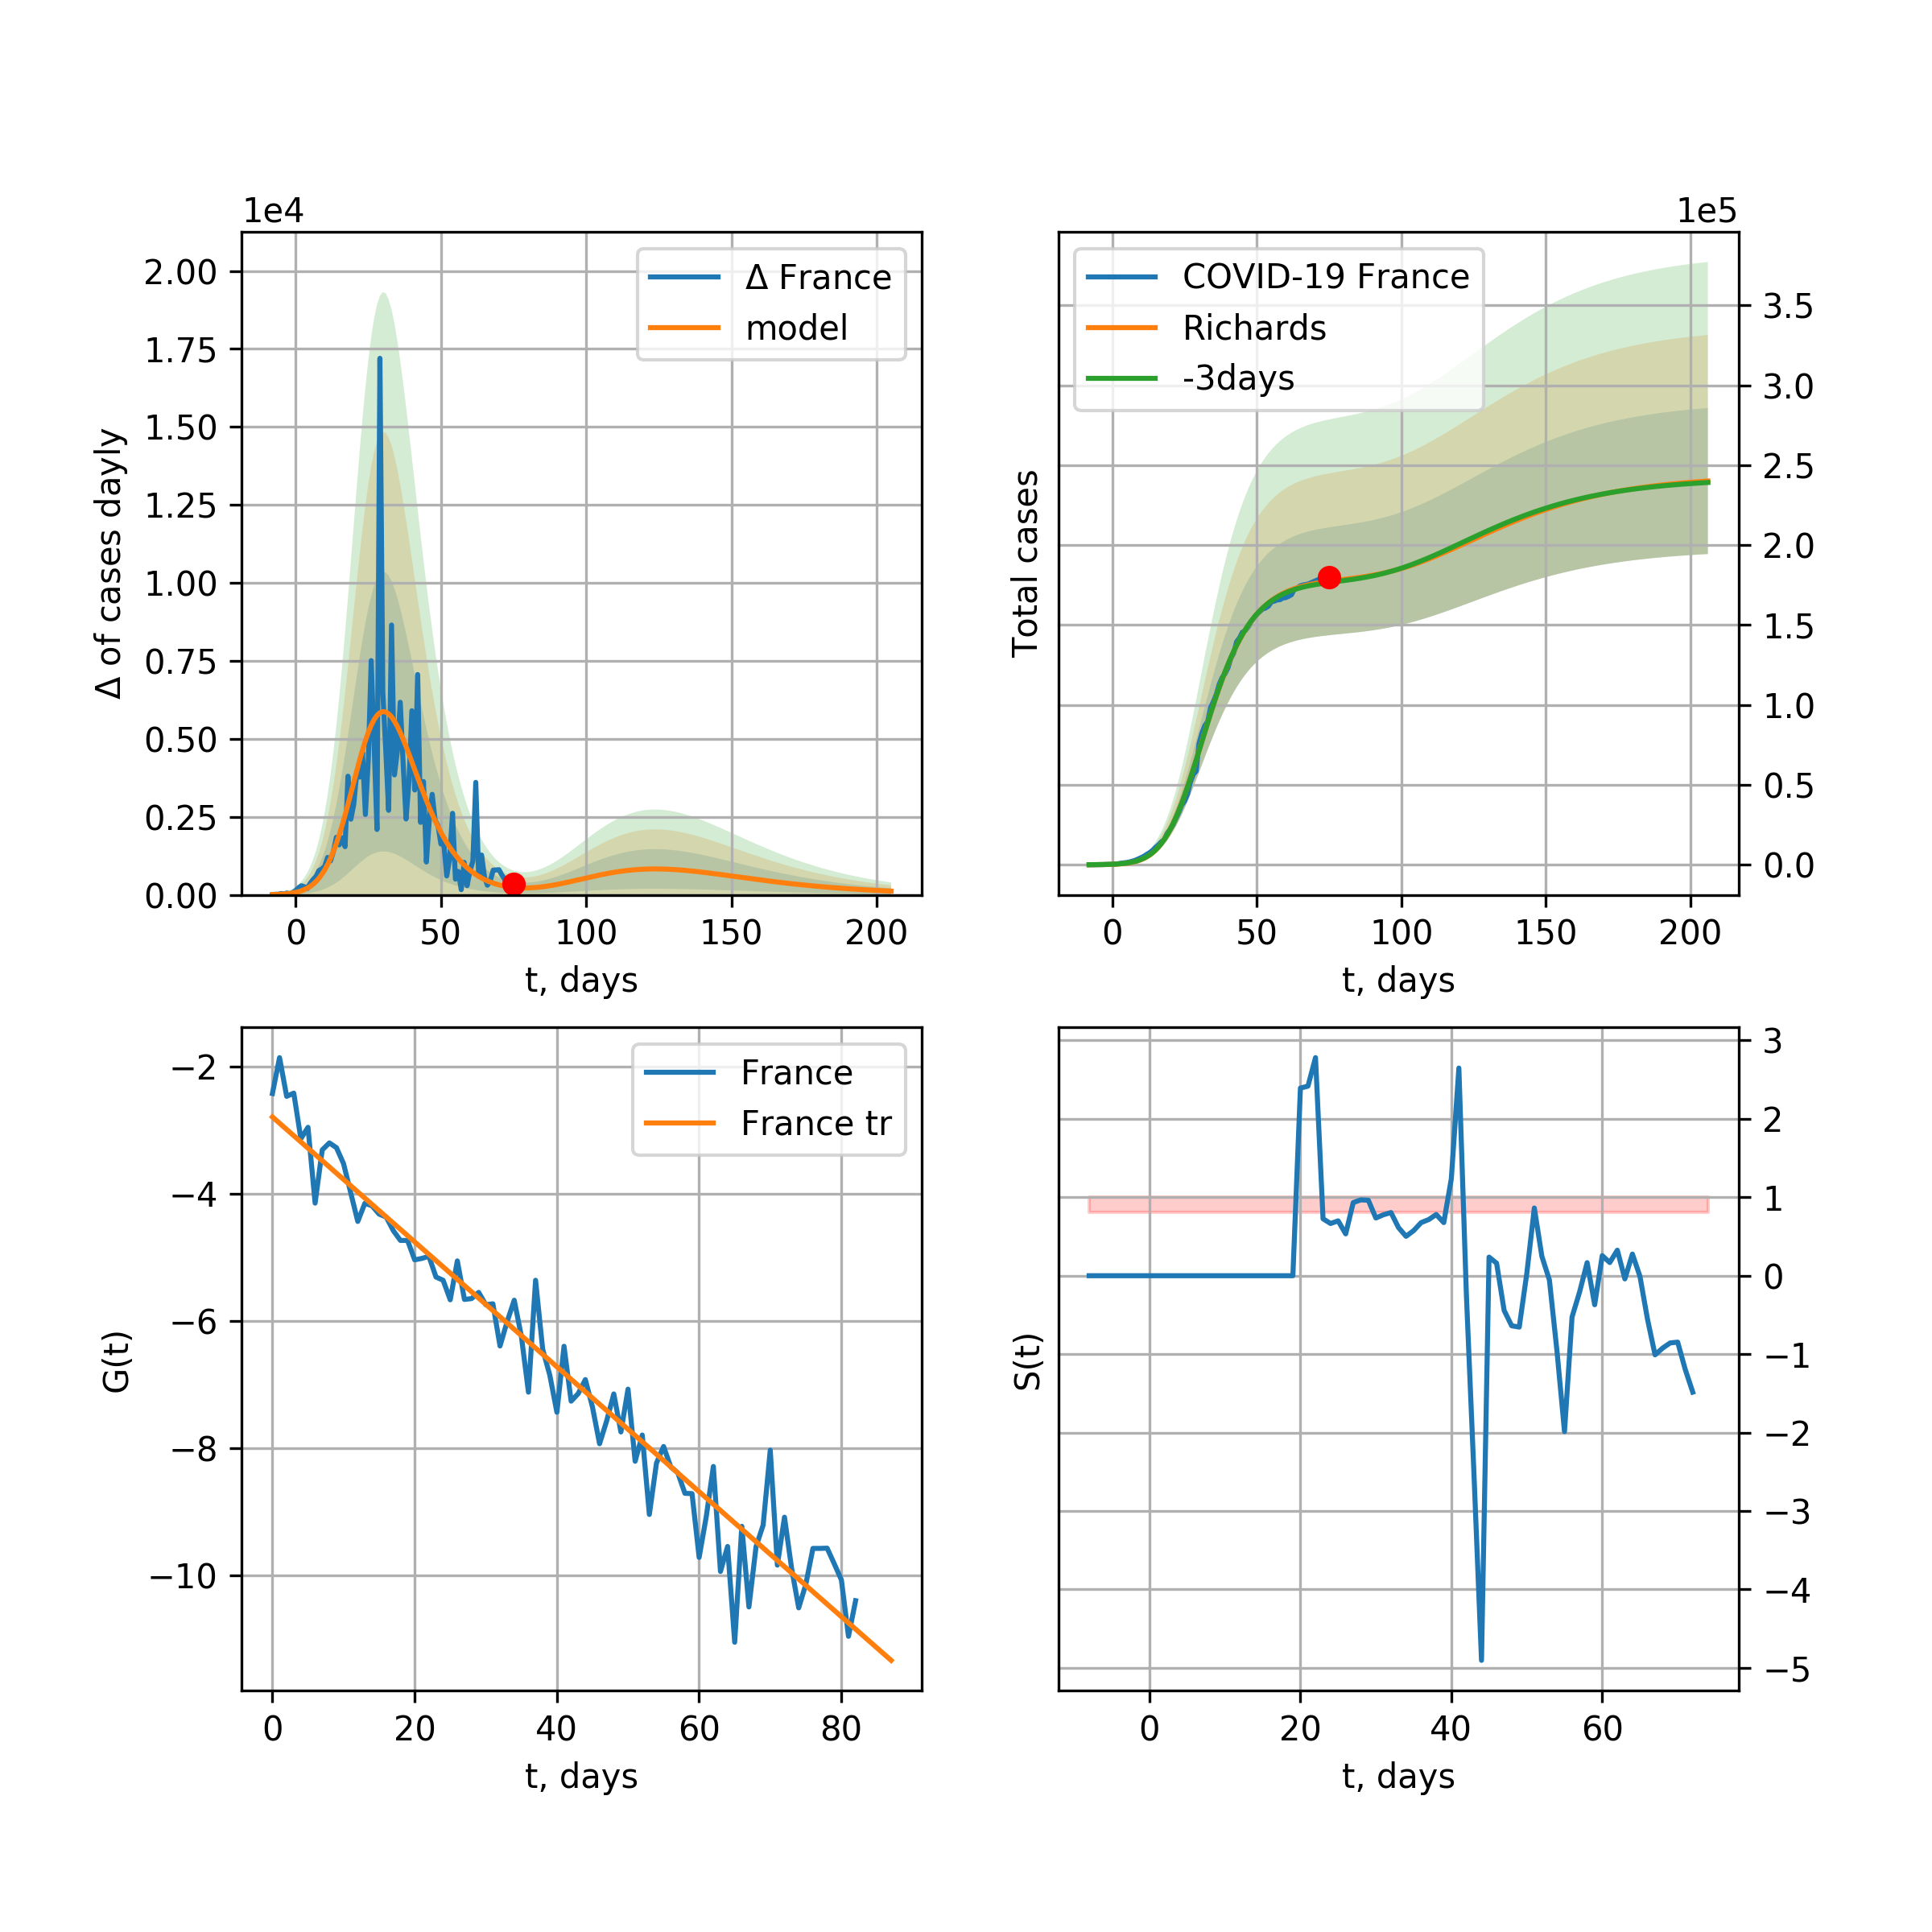 1e4
2.00
1.75
1.50
1.25
1.00
0.75
0.50
0.25
0.00
Δ of cases dayly
Δ France
model
0 50 100 150 200
t, days
1e5
COVID-19 France
Richards
-3days
3.5
3.0
2.5
2.0
1.5
1.0
0.5
0.0
Total cases
0 50 100 150 200
t, days
−2
−4
−6
−8
−10
G(t)
France
France tr
0 20 40 60 80
t, days
3
2
1
0
−1
−2
−3
−4
−5
S(t)
0 20 40 60
t, days